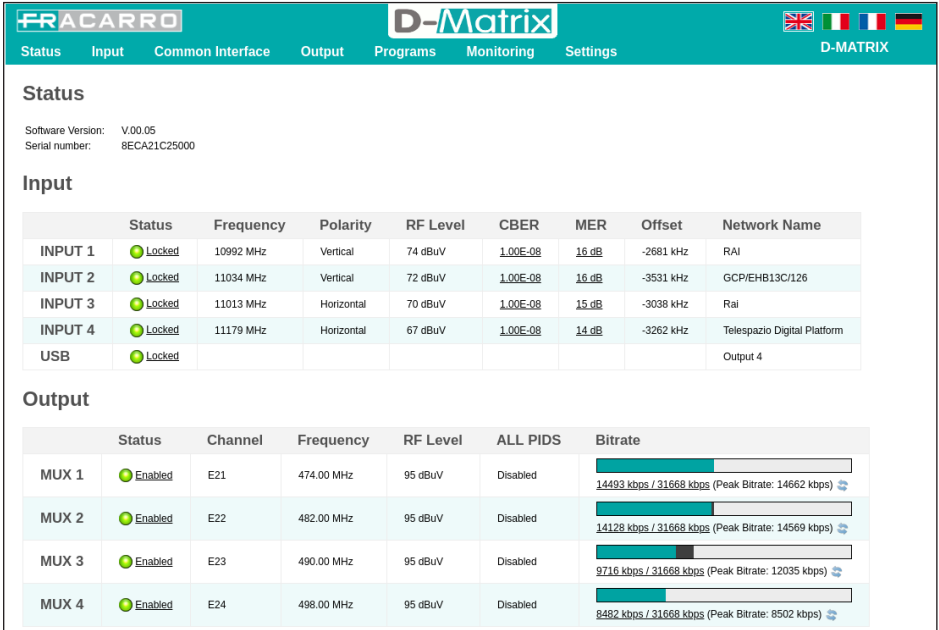 FRACARRO
D-Matrix
Status Input Common Interface Output Programs Monitoring Settings D-MATRIX
Status
Software Version: V.00.05
Serial number: 8ECA21C25000
Input
Status Frequency Polarity RF Level CBER MER Offset Network Name
INPUT 1 Locked 10992 MHz Vertical 74 dBuV 1.00E-08 16 dB -2681 kHz RAI
INPUT 2 Locked 11034 MHz Vertical 72 dBuV 1.00E-08 16 dB -3531 kHz GCP/EHB13C/126
INPUT 3 Locked 11013 MHz Horizontal 70 dBuV 1.00E-08 15 dB -3038 kHz Rai
INPUT 4 Locked 11179 MHz Horizontal 67 dBuV 1.00E-08 14 dB -3262 kHz Telespazio Digital Platform
USB Locked Output 4
Output
Status Channel Frequency RF Level ALL PIDS Bitrate
MUX 1 Enabled E21 474.00 MHz 95 dBuV Disabled 14493 kbps / 31668 kbps (Peak Bitrate: 14662 kbps)
MUX 2 Enabled E22 482.00 MHz 95 dBuV Disabled 14128 kbps / 31668 kbps (Peak Bitrate: 14569 kbps)
MUX 3 Enabled E23 490.00 MHz 95 dBuV Disabled 9716 kbps / 31668 kbps (Peak Bitrate: 12035 kbps)
MUX 4 Enabled E24 498.00 MHz 95 dBuV Disabled 8482 kbps / 31668 kbps (Peak Bitrate: 8502 kbps)